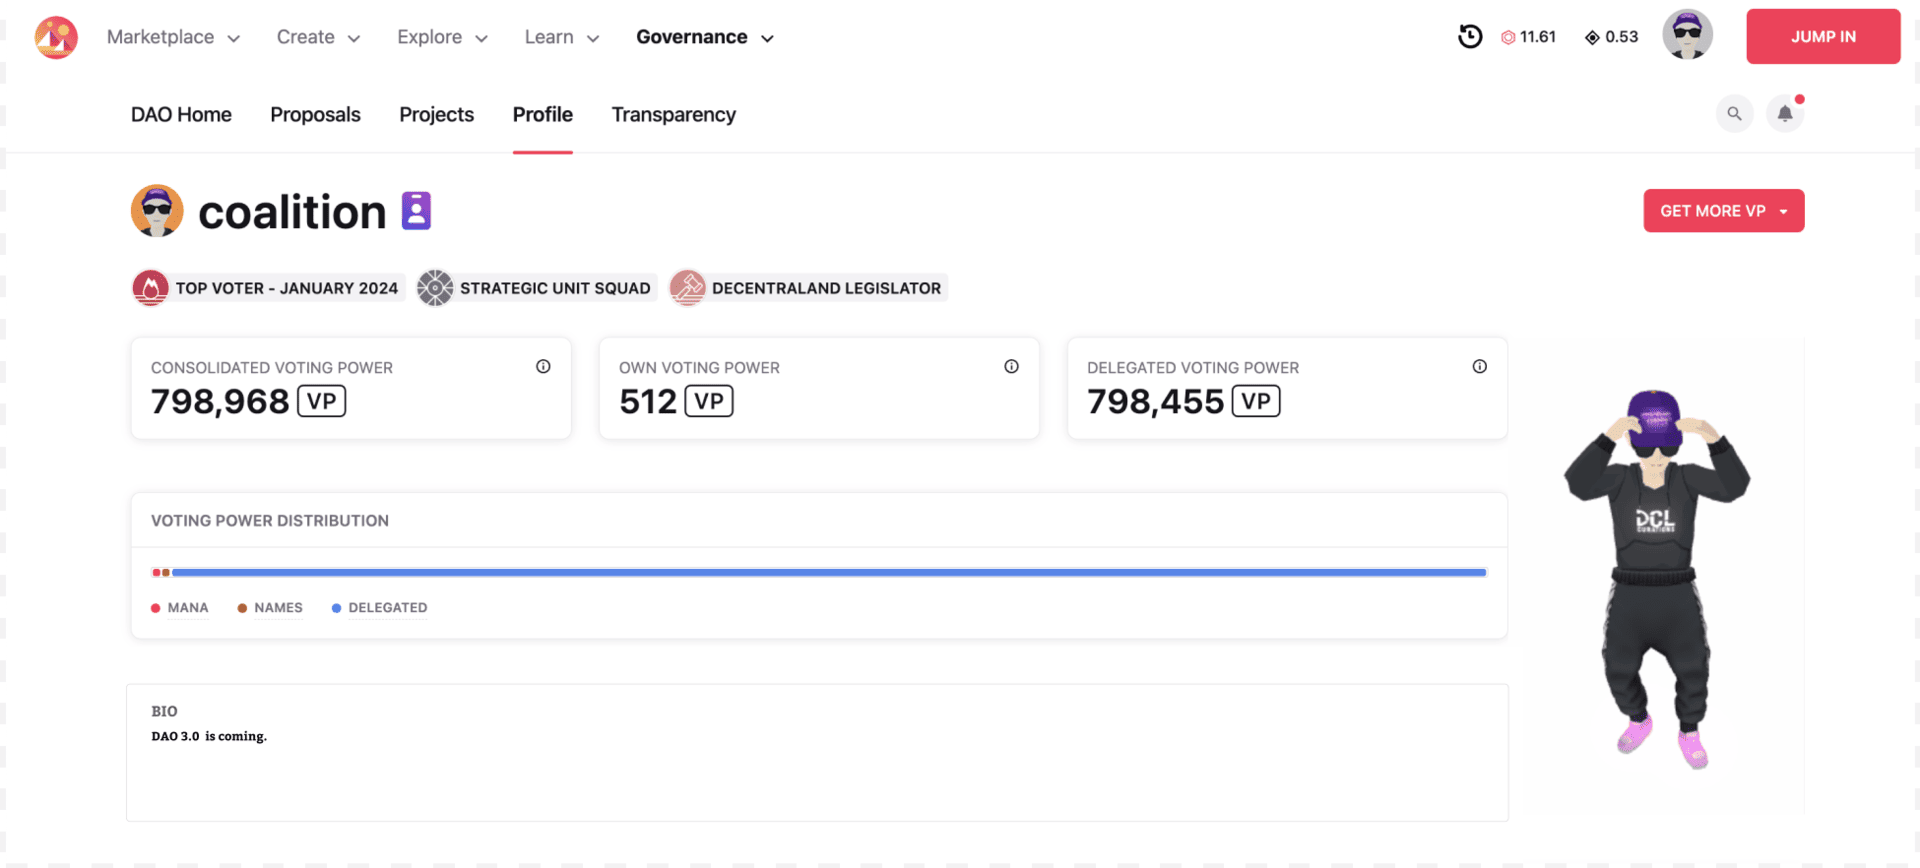 Marketplace Create Explore Learn Governance 11.61 0.53 JUMP IN
DAO Home Proposals Projects Profile Transparency
coalition GET MORE VP
TOP VOTER - JANUARY 2024 STRATEGIC UNIT SQUAD DECENTRALAND LEGISLATOR
CONSOLIDATED VOTING POWER OWN VOTING POWER DELEGATED VOTING POWER
798,968 VP 512 VP 798,455 VP
VOTING POWER DISTRIBUTION
DCL
MANA NAMES DELEGATED
BIO
DAO 3.0 is coming.